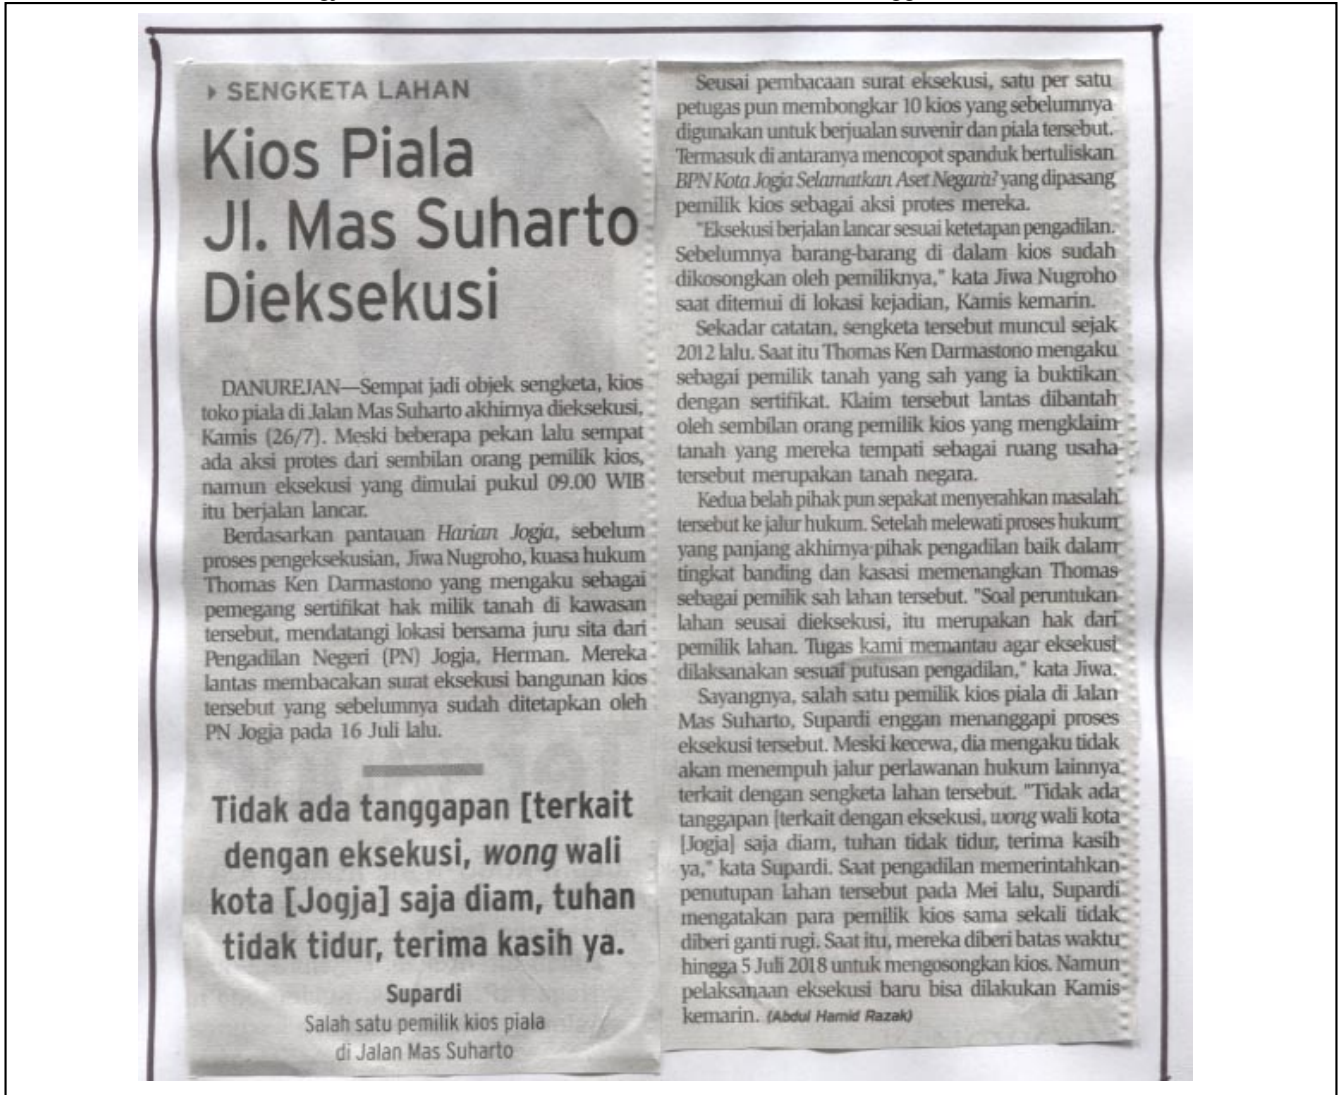 SENGKETA LAHAN
Kios Piala
Jl. Mas Suharto
Dieksekusi
DANUREJAN—Sempat jadi objek sengketa, kios
toko piala di Jalan Mas Suharto akhirnya dieksekusi,
Kamis (26/7). Meski beberapa pekan lalu sempat
ada aksi protes dari sembilan orang pemilik kios,
namun eksekusi yang dimulai pukul 09.00 WIB
itu berjalan lancar.
Berdasarkan pantauan Harian Jogja, sebelum
proses pengeksekusian, Jiwa Nugroho, kuasa hukum
Thomas Ken Darmastono yang mengaku sebagai
pemegang sertifikat hak milik tanah di kawasan
tersebut, mendatangi lokasi bersama juru sita dari
Pengadilan Negeri (PN) Jogja, Herman. Mereka
lantas membacakan surat eksekusi bangunan kios
tersebut yang sebelumnya sudah ditetapkan oleh
PN Jogja pada 16 Juli lalu.
Tidak ada tanggapan [terkait
dengan eksekusi, wong wali
kota [Jogja] saja diam, tuhan
tidak tidur, terima kasih ya.
Supardi
Salah satu pemilik kios piala
di Jalan Mas Suharto
Seusai pembacaan surat eksekusi, satu per satu
petugas pun membongkar 10 kios yang sebelumnya
digunakan untuk berjualan suvenir dan piala tersebut.
Termasuk di antaranya mencopot spanduk bertuliskan
BPN Kota Jogja Selamatkan Aset Negara? yang dipasang
pemilik kios sebagai aksi protes mereka.
"Eksekusi berjalan lancar sesuai ketetapan pengadilan.
Sebelumnya barang-barang di dalam kios sudah
dikosongkan oleh pemiliknya," kata Jiwa Nugroho
saat ditemui di lokasi kejadian, Kamis kemarin.
Sekadar catatan, sengketa tersebut muncul sejak
2012 lalu. Saat itu Thomas Ken Darmastono mengaku
sebagai pemilik tanah yang sah yang ia buktikan
dengan sertifikat. Klaim tersebut lantas dibantah
oleh sembilan orang pemilik kios yang mengklaim
tanah yang mereka tempati sebagai ruang usaha
tersebut merupakan tanah negara.
Kedua belah pihak pun sepakat menyerahkan masalah
tersebut ke jalur hukum. Setelah melewati proses hukum
yang panjang akhirnya pihak pengadilan baik dalam
tingkat banding dan kasasi memenangkan Thomas
sebagai pemilik sah lahan tersebut. "Soal peruntukan
lahan seusai dieksekusi, itu merupakan hak dari
pemilik lahan. Tugas kami memantau agar eksekusi
dilaksanakan sesuai putusan pengadilan," kata Jiwa.
Sayangnya, salah satu pemilik kios piala di Jalan
Mas Suharto, Supardi enggan menanggapi proses
eksekusi tersebut. Meski kecewa, dia mengaku tidak
akan menempuh jalur perlawanan hukum lainnya
terkait dengan sengketa lahan tersebut. "Tidak ada
tanggapan [terkait dengan eksekusi, wong wali kota
[Jogja] saja diam, tuhan tidak tidur, terima kasih
ya," kata Supardi. Saat pengadilan memerintahkan
penutupan lahan tersebut pada Mei lalu, Supardi
mengatakan para pemilik kios sama sekali tidak
diberi ganti rugi. Saat itu, mereka diberi batas waktu
hingga 5 Juli 2018 untuk mengosongkan kios. Namun
pelaksanaan eksekusi baru bisa dilakukan Kamis
kemarin. (Abdul Hamid Razak)